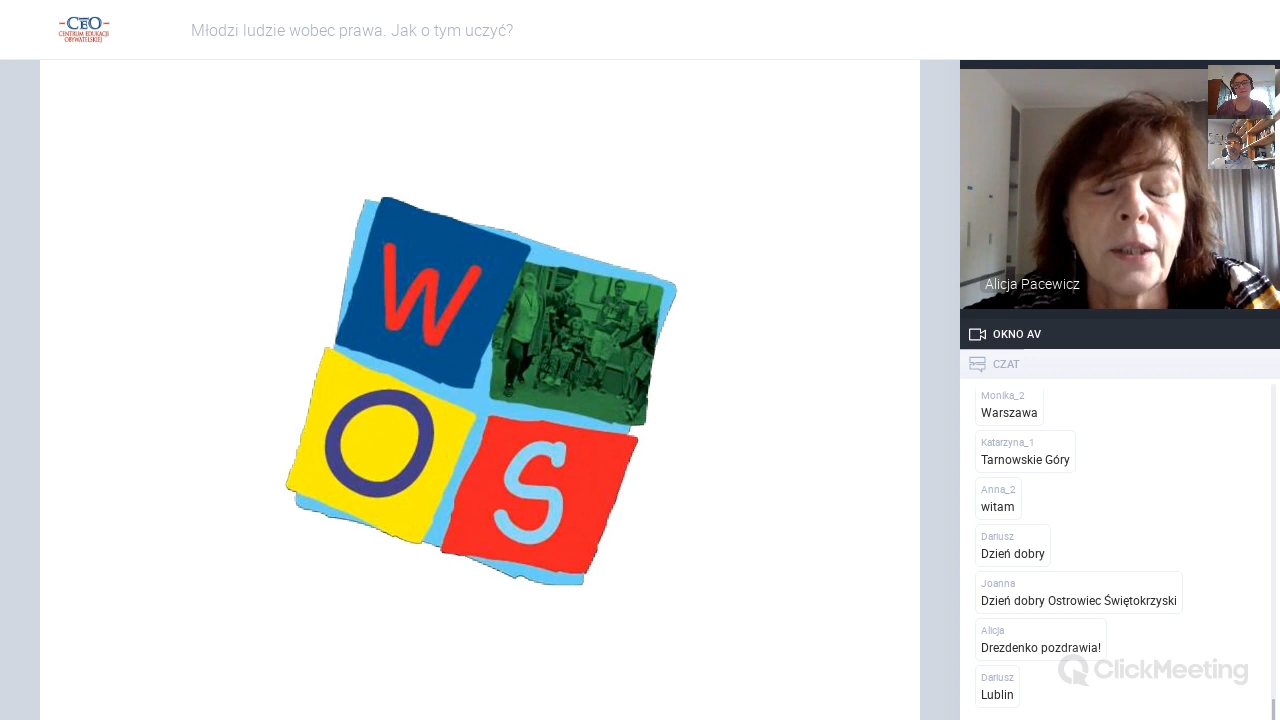 CEO
CENTRUM EDUKACJI
OBYWATELSKIEJ
Młodzi ludzie wobec prawa. Jak o tym uczyć?
W
O S
Alicja Pacewicz
OKNO AV
CZAT
Monika_2
Warszawa
Katarzyna_1
Tarnowskie Góry
Anna_2
witam
Dariusz
Dzień dobry
Joanna
Dzień dobry Ostrowiec Świętokrzyski
Alicja
Drezdenko pozdrawia!
ClickMeeting
Dariusz
Lublin